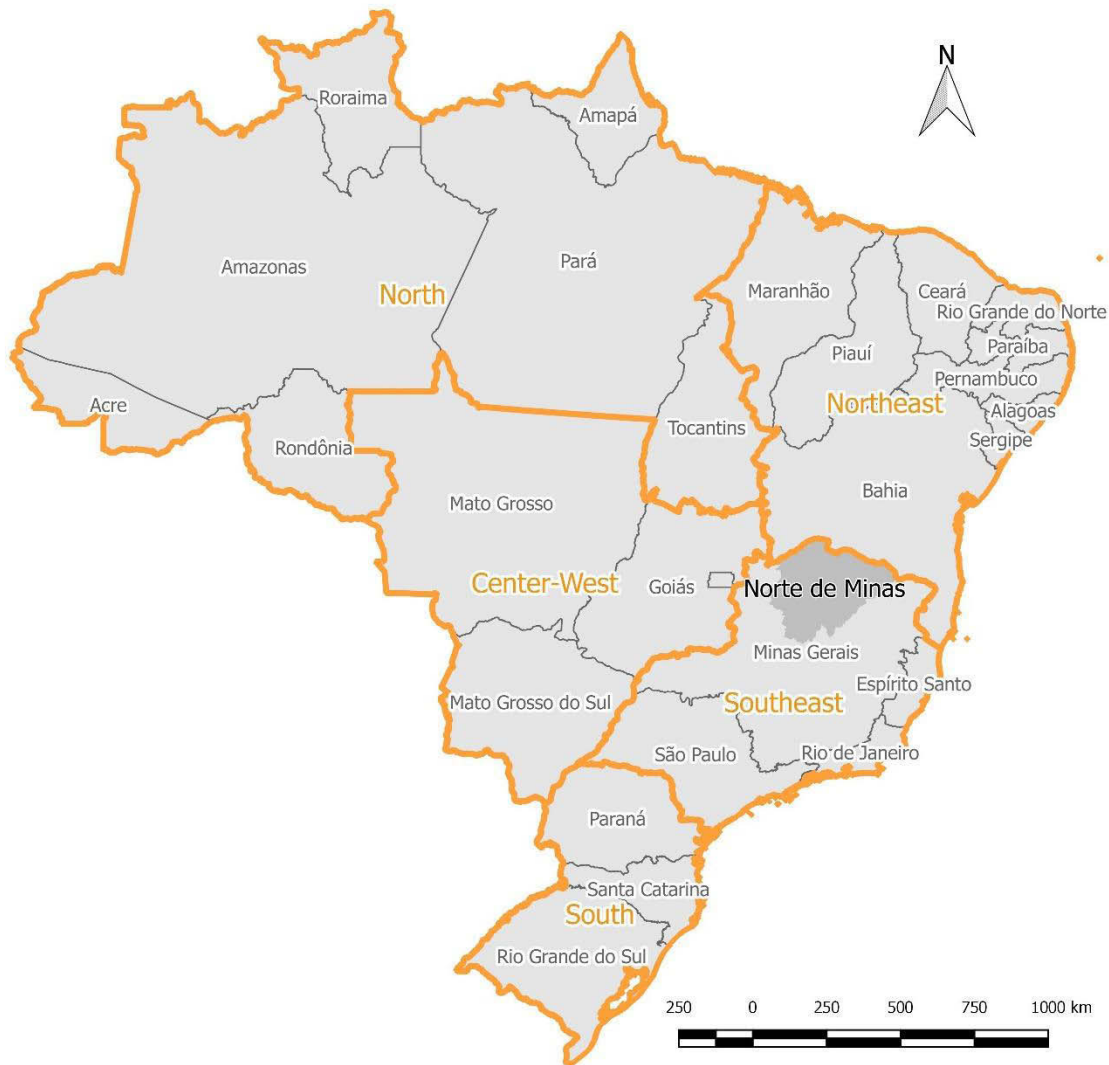 N
Roraima
Amapá
Amazonas
Pará
North
Maranhão
Ceará
Rio Grande do Norte
Piauí
Paraíba
Pernambuco
Northeast
Alagoas
Acre
Tocantins
Sergipe
Rondônia
Bahia
Mato Grosso
Center-West
Goiás
Norte de Minas
Minas Gerais
Espírito Santo
Mato Grosso do Sul
Southeast
São Paulo
Rio de Janeiro
Paraná
Santa Catarina
South
Rio Grande do Sul
250 0 250 500 750 1000 km